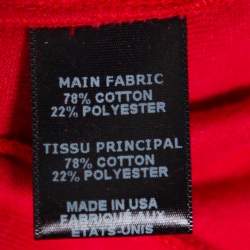 MAIN FABRIC
78% COTTON
22% POLYESTER
TISSU PRINCIPAL
78% COTTON
22% POLYESTER
MADE IN USA
FABRIQUÉ AUX
ÉTATS-UNIS